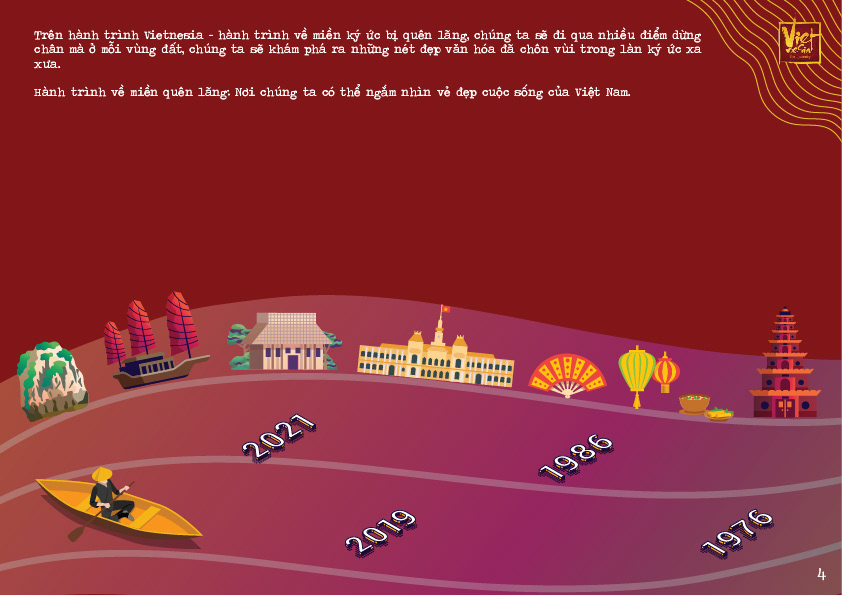 Trên hành trình Vietnesia - hành trình về miền ký ức bị quên lãng, chúng ta sẽ đi qua nhiều điểm dừng
chân mà ở mỗi vùng đất, chúng ta sẽ khám phá ra những nét đẹp văn hóa đã chôn vùi trong làn ký ức xa
xưa.
Hành trình về miền quên lãng. Nơi chúng ta có thể ngắm nhìn vẻ đẹp cuộc sống của Việt Nam.
2021
1986
2019
1976
4